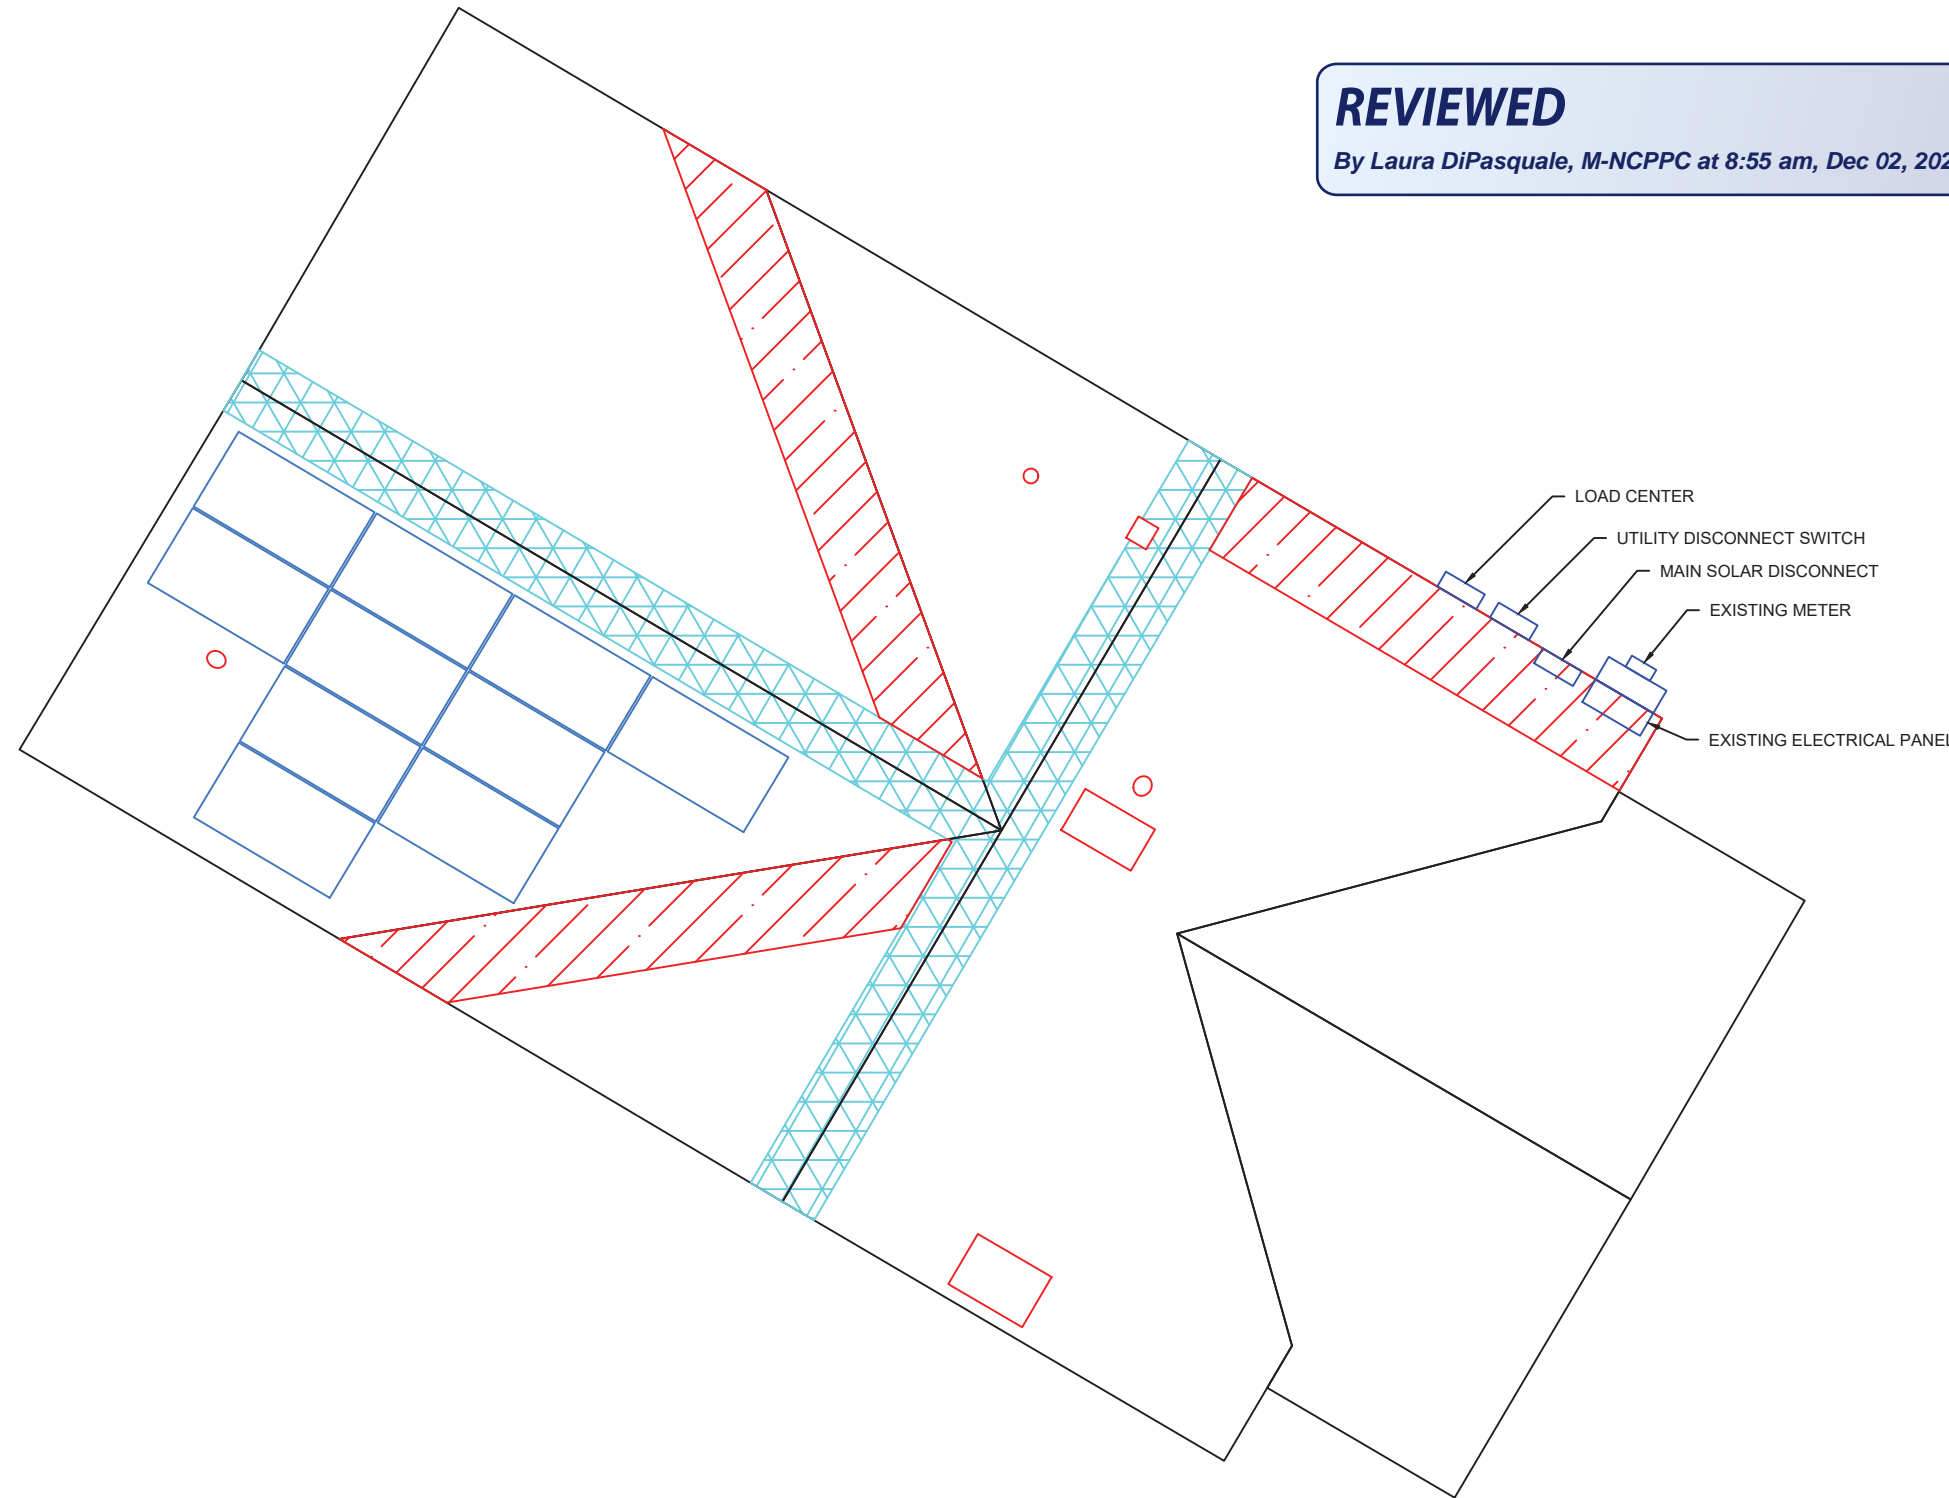 REVIEWED
By Laura DiPasquale, M-NCPPC at 8:55 am, Dec 02, 202
LOAD CENTER
UTILITY DISCONNECT SWITCH
MAIN SOLAR DISCONNECT
EXISTING METER
EXISTING ELECTRICAL PANEL